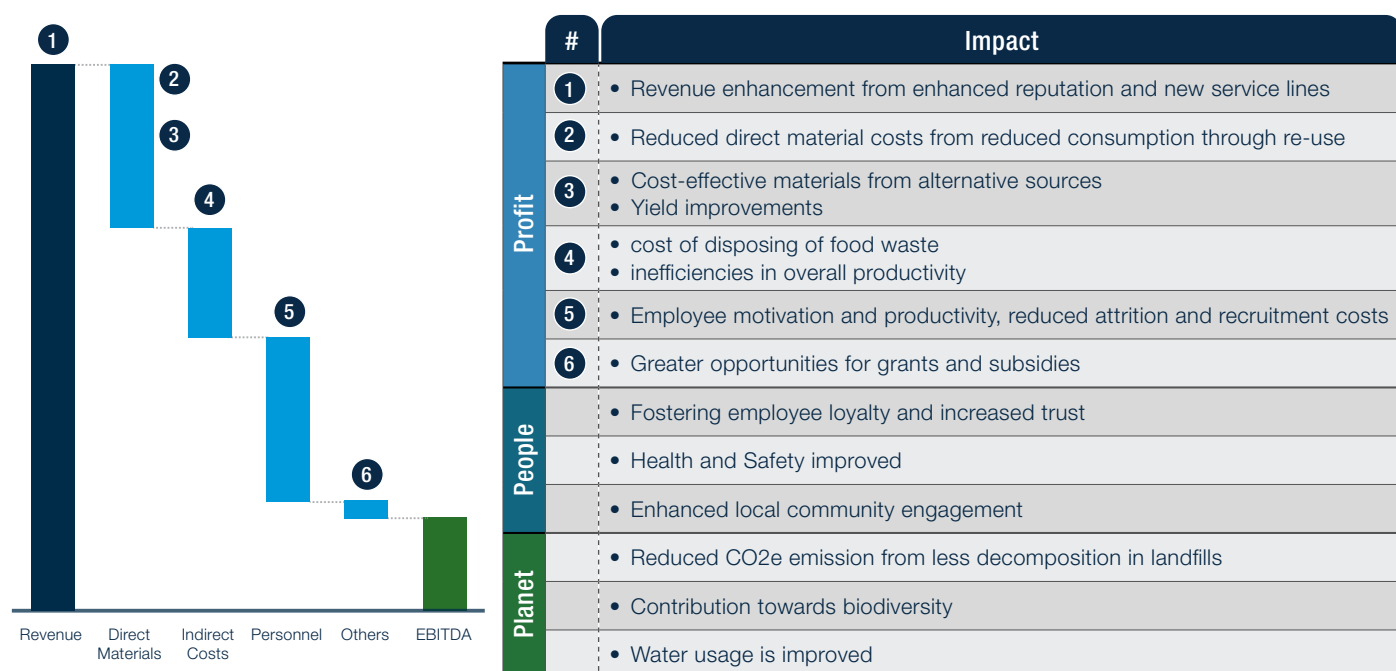 1
2
3
4
5
6
Revenue
Direct
Materials
Indirect
Costs
Personnel
Others
EBITDA
# Impact
Profit
1 • Revenue enhancement from enhanced reputation and new service lines
2 • Reduced direct material costs from reduced consumption through re-use
3 • Cost-effective materials from alternative sources
• Yield improvements
4 • cost of disposing of food waste
• inefficiencies in overall productivity
5 • Employee motivation and productivity, reduced attrition and recruitment costs
6 • Greater opportunities for grants and subsidies
People
• Fostering employee loyalty and increased trust
• Health and Safety improved
• Enhanced local community engagement
Planet
• Reduced CO2e emission from less decomposition in landfills
• Contribution towards biodiversity
• Water usage is improved